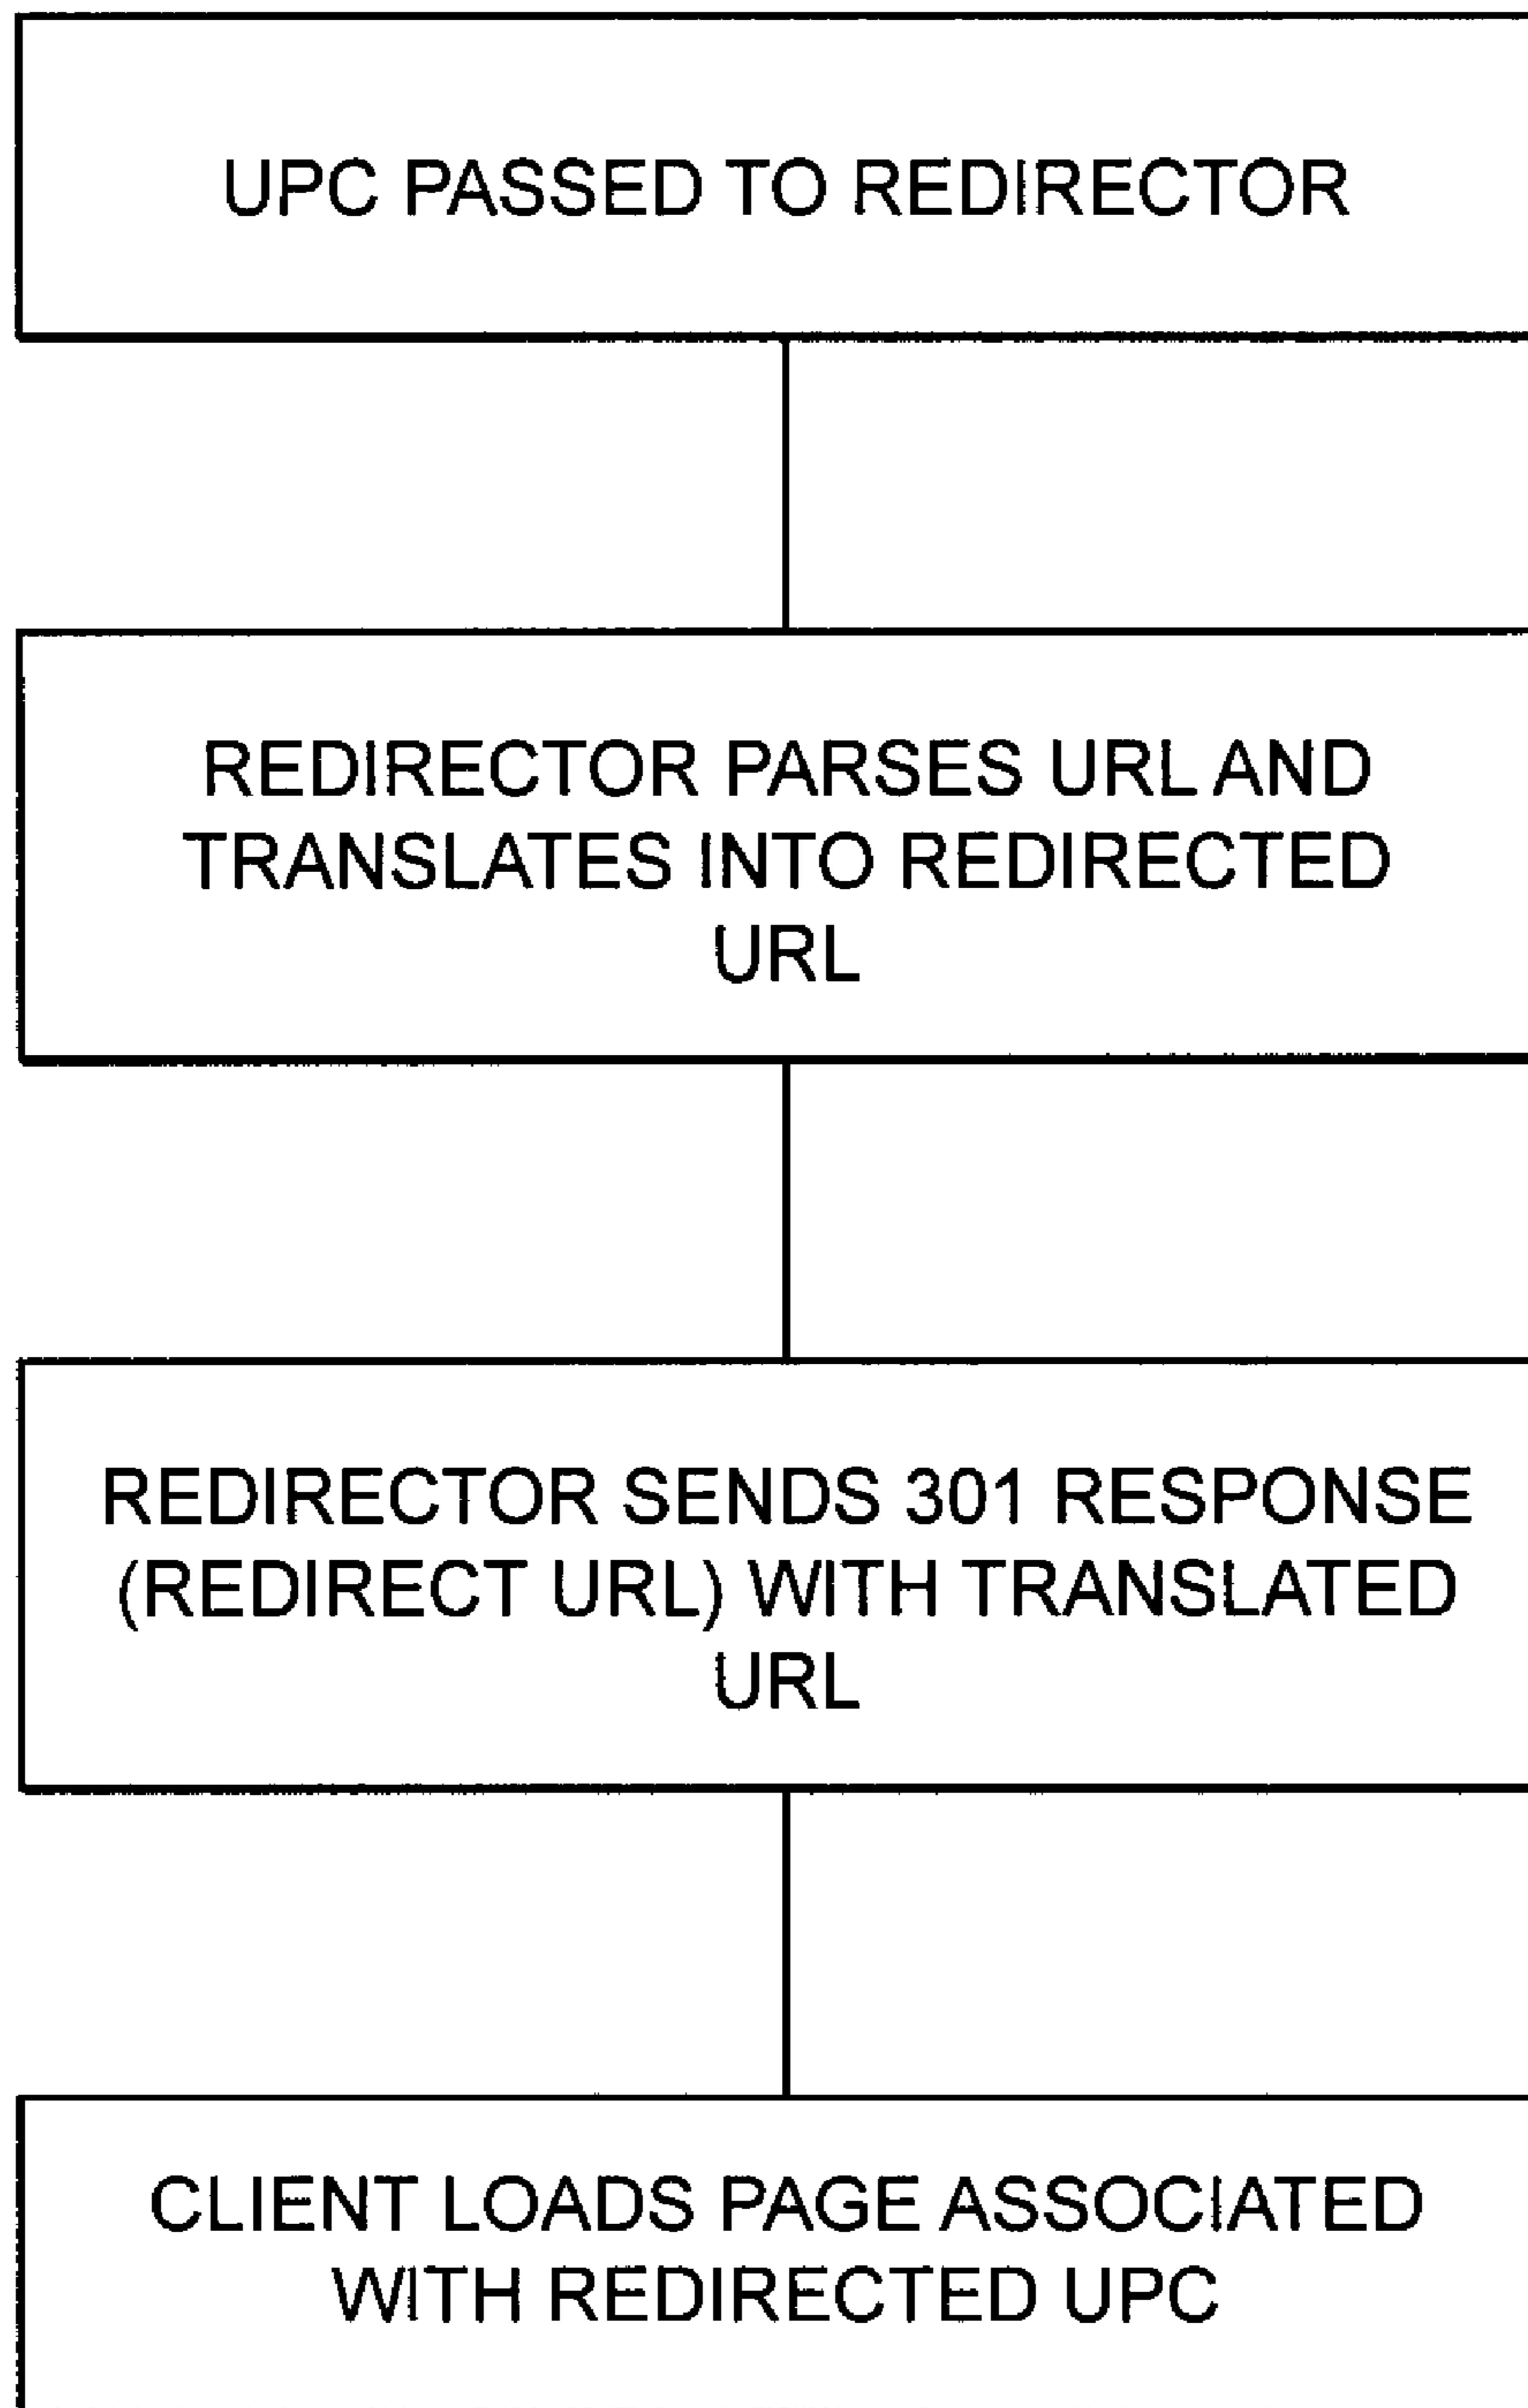 UPC PASSED TO REDIRECTOR
REDIRECTOR PARSES URL AND
TRANSLATES INTO REDIRECTED
URL
REDIRECTOR SENDS 301 RESPONSE
(REDIRECT URL) WITH TRANSLATED
URL
CLIENT LOADS PAGE ASSOCIATED
WITH REDIRECTED UPC